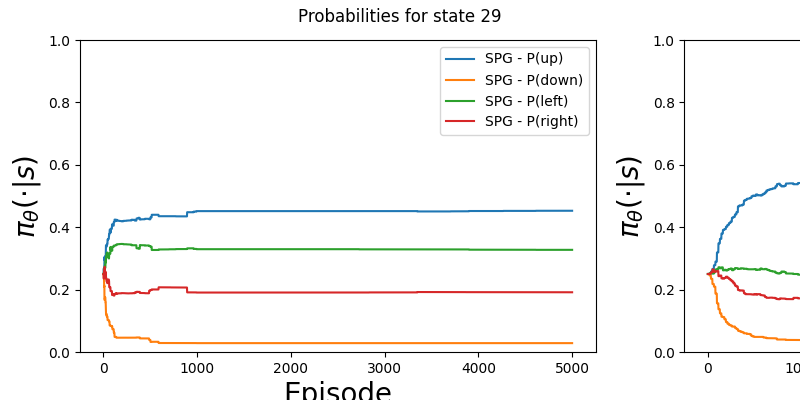 Probabilities for state 29
1.0
0.8
0.6
0.4
0.2
0.0
π_θ(·|s)
SPG - P(up)
SPG - P(down)
SPG - P(left)
SPG - P(right)
0 1000 2000 3000 4000 5000
Episode
1.0
0.8
0.6
0.4
0.2
0.0
π_θ(·|s)
0